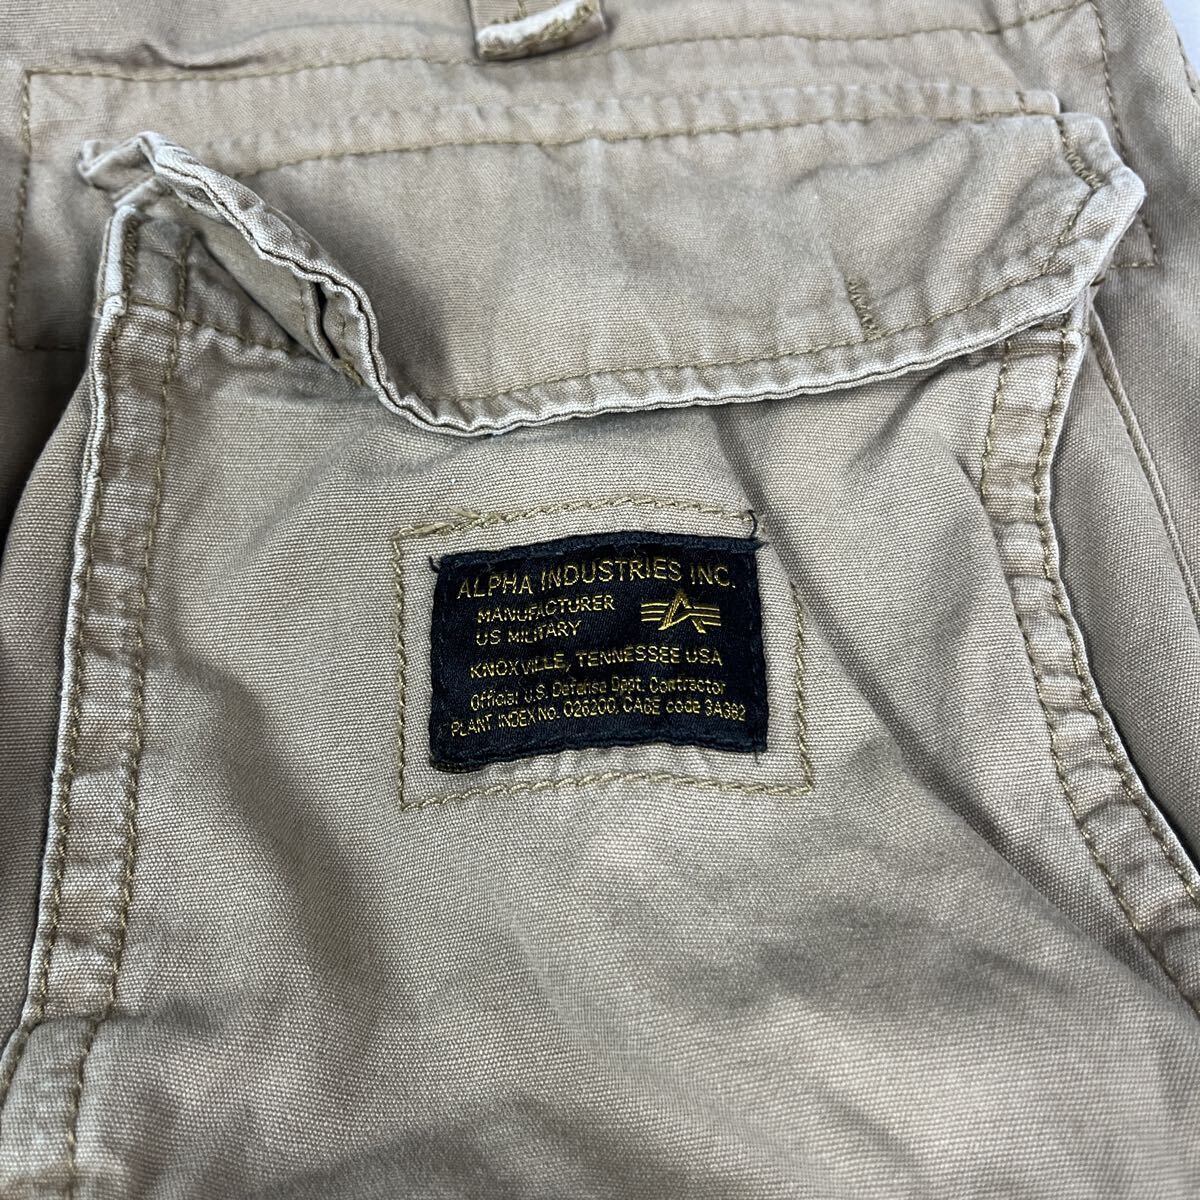 ALPHA INDUSTRIES INC.
MANUFACTURER
US MILITARY
KNOXVILLE, TENNESSEE USA
Official U.S. Defense Dept. Contractor
PLANT INDEX No. 026200, CAGE code 3A382